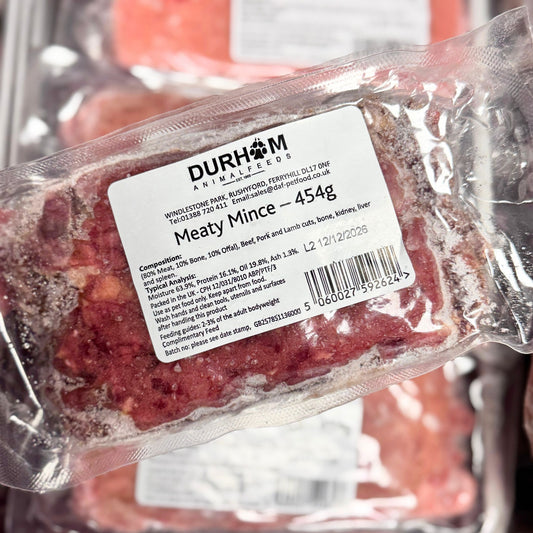 DURHAM
ANIMALFEEDS
EST. 1980
WINDLESTONE PARK, RUSHYFORD, FERRYHILL DL17 0NF
Tel:01388 720 411 Email:sales@daf-petfood.co.uk
Meaty Mince – 454g
Composition:
(80% Meat, 10% Bone, 10% Offal), Beef, Pork and Lamb cuts, bone, kidney, liver
and spleen.
Typical Analysis:
Moisture 63.9%, Protein 16.1%, Oil 19.8%, Ash 1.3%.
L2 12/12/2026
Packed in the UK - CPH 12/031/8010 ABP/PTF/3
Use as pet food only. Keep apart from food.
Wash hands and clean tools, utensils and surfaces
after handling this product
Feeding guides: 2-3% of the adult bodyweight
Complimentary Feed
Batch no: please see date stamp, GB257851136000
5 060027 592624 >